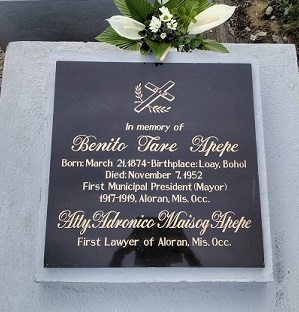 In memory of
Benito Tare Apepe
Born: March 21, 1874-Birthplace: Loay, Bohol
Died: November 7, 1952
First Municipal President (Mayor)
1917-1919, Aloran, Mis. Occ.
Atty. Adronico Maisog Apepe
First Lawyer of Aloran, Mis. Occ.